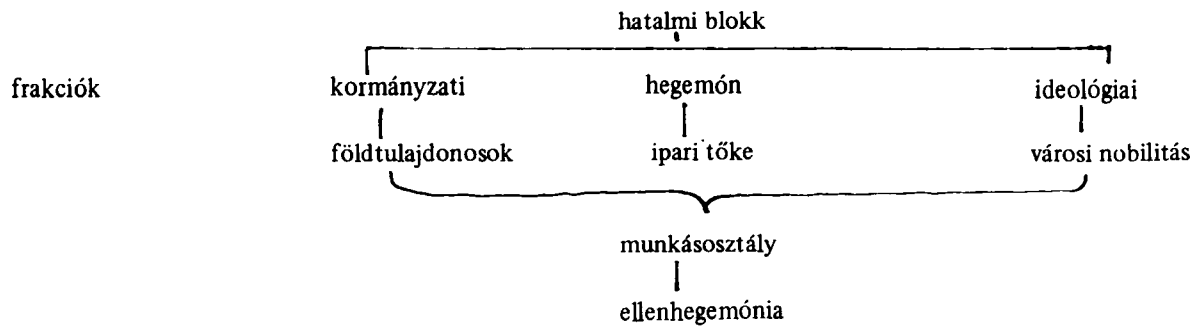 hatalmi blokk
frakciók kormányzati hegemón ideológiai
földtulajdonosok ipari tőke városi nobilitás
munkásosztály
ellenhegemónia